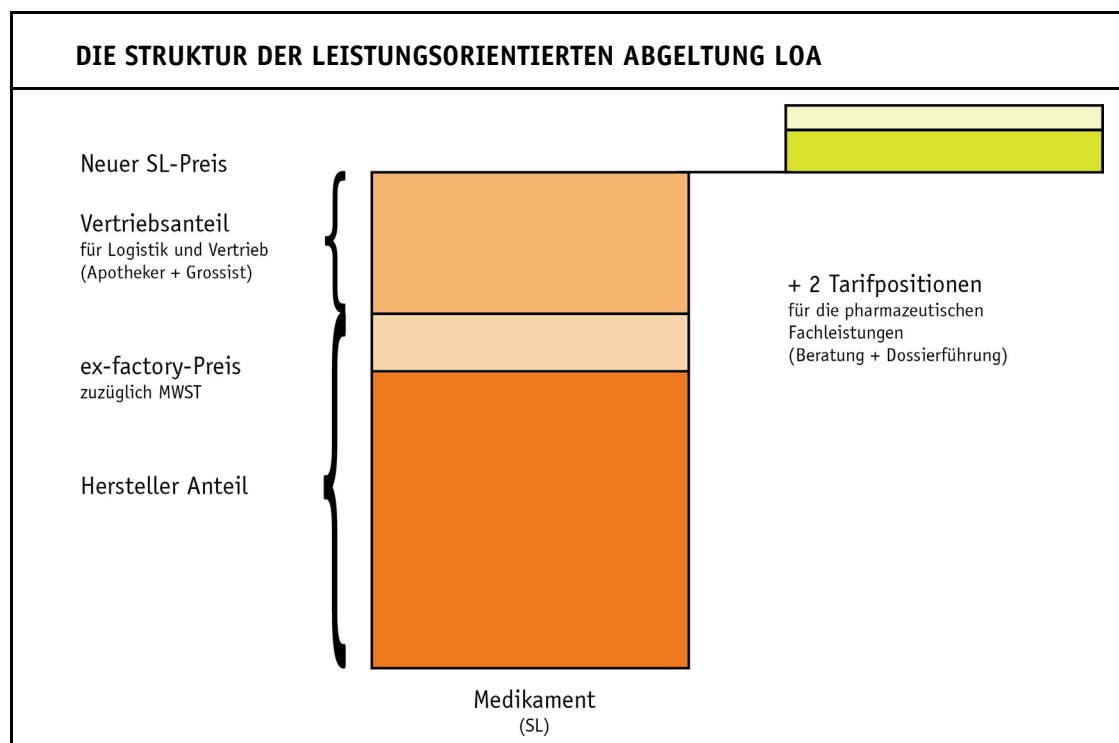 DIE STRUKTUR DER LEISTUNGSORIENTIERTEN ABGELTUNG LOA
Neuer SL-Preis
Vertriebsanteil
für Logistik und Vertrieb
(Apotheker + Grossist)
+ 2 Tarifpositionen
für die pharmazeutischen
Fachleistungen
(Beratung + Dossierführung)
ex-factory-Preis
zuzüglich MWST
Hersteller Anteil
Medikament
(SL)